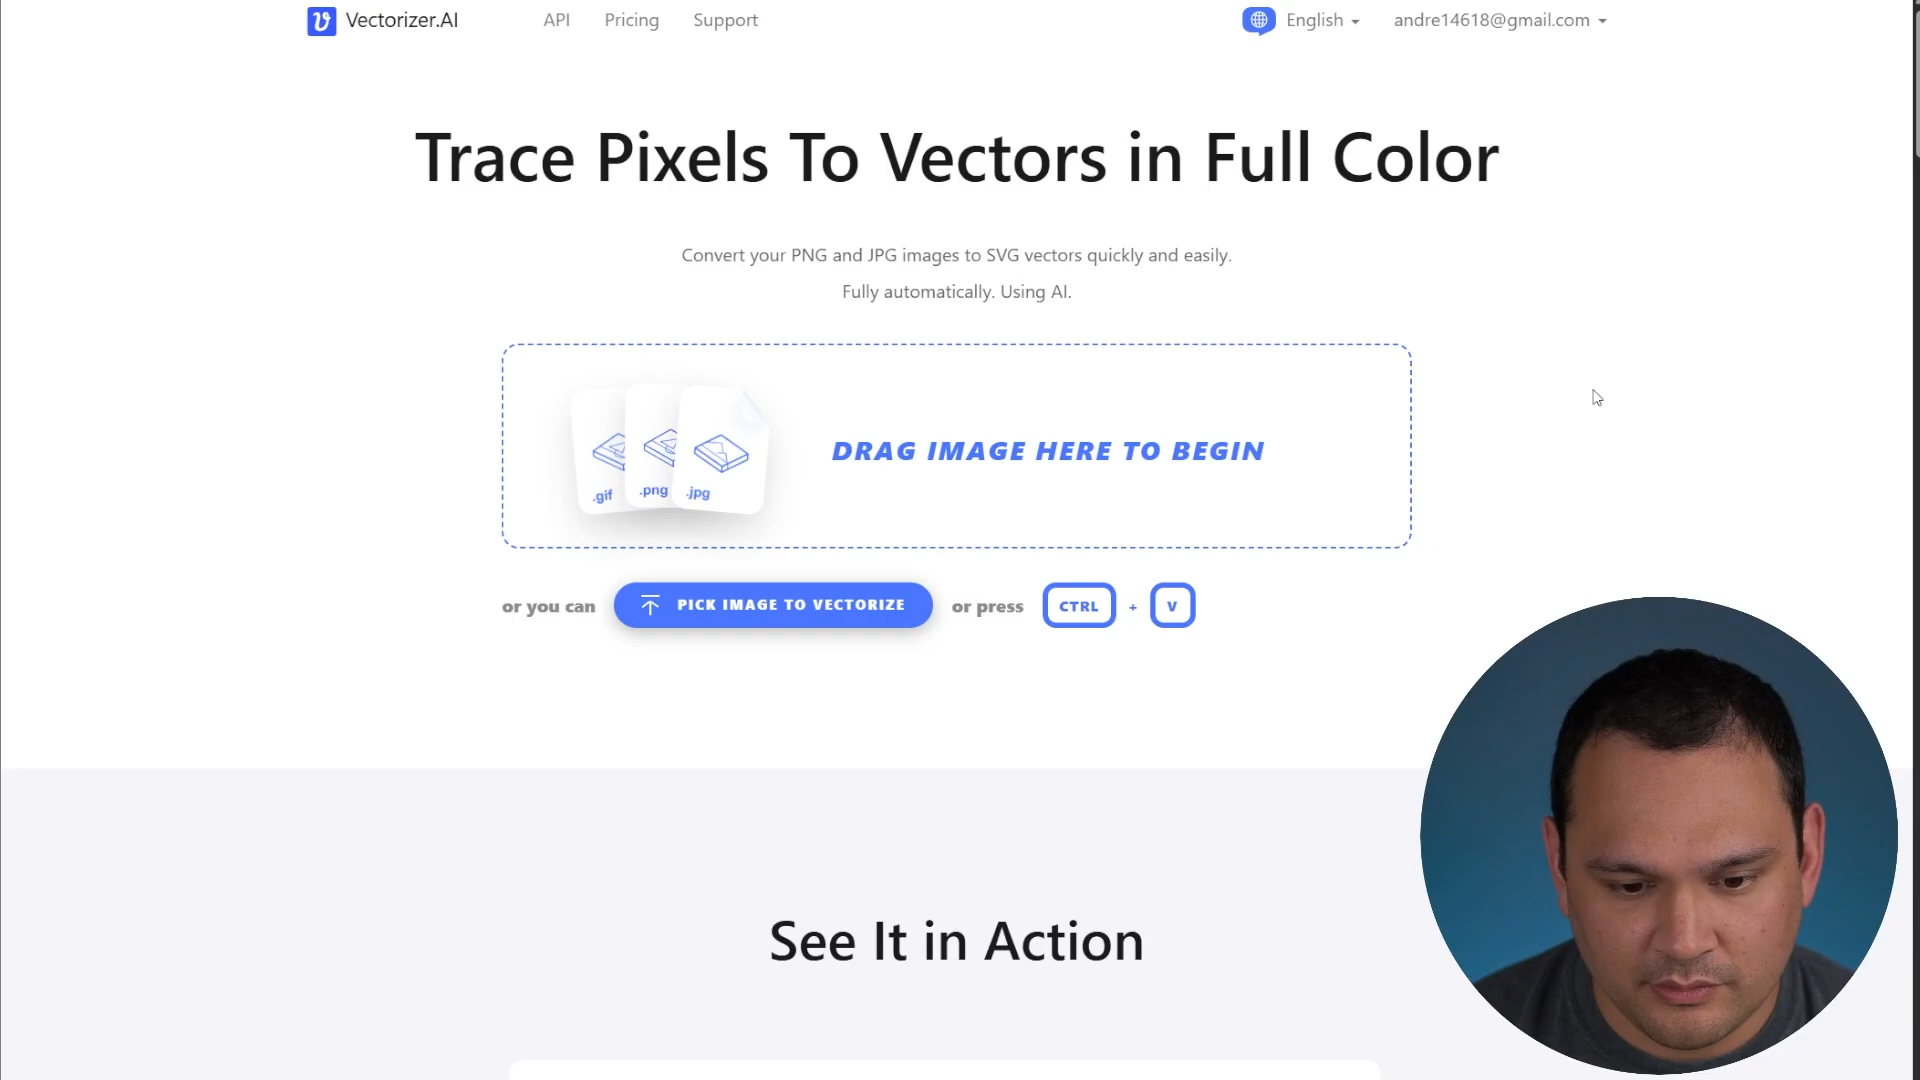 Vectorizer.AI API Pricing Support English andre14618@gmail.com
Trace Pixels To Vectors in Full Color
Convert your PNG and JPG images to SVG vectors quickly and easily.
Fully automatically. Using AI.
DRAG IMAGE HERE TO BEGIN
.gif .png .jpg
or you can PICK IMAGE TO VECTORIZE or press CTRL + V
See It in Action